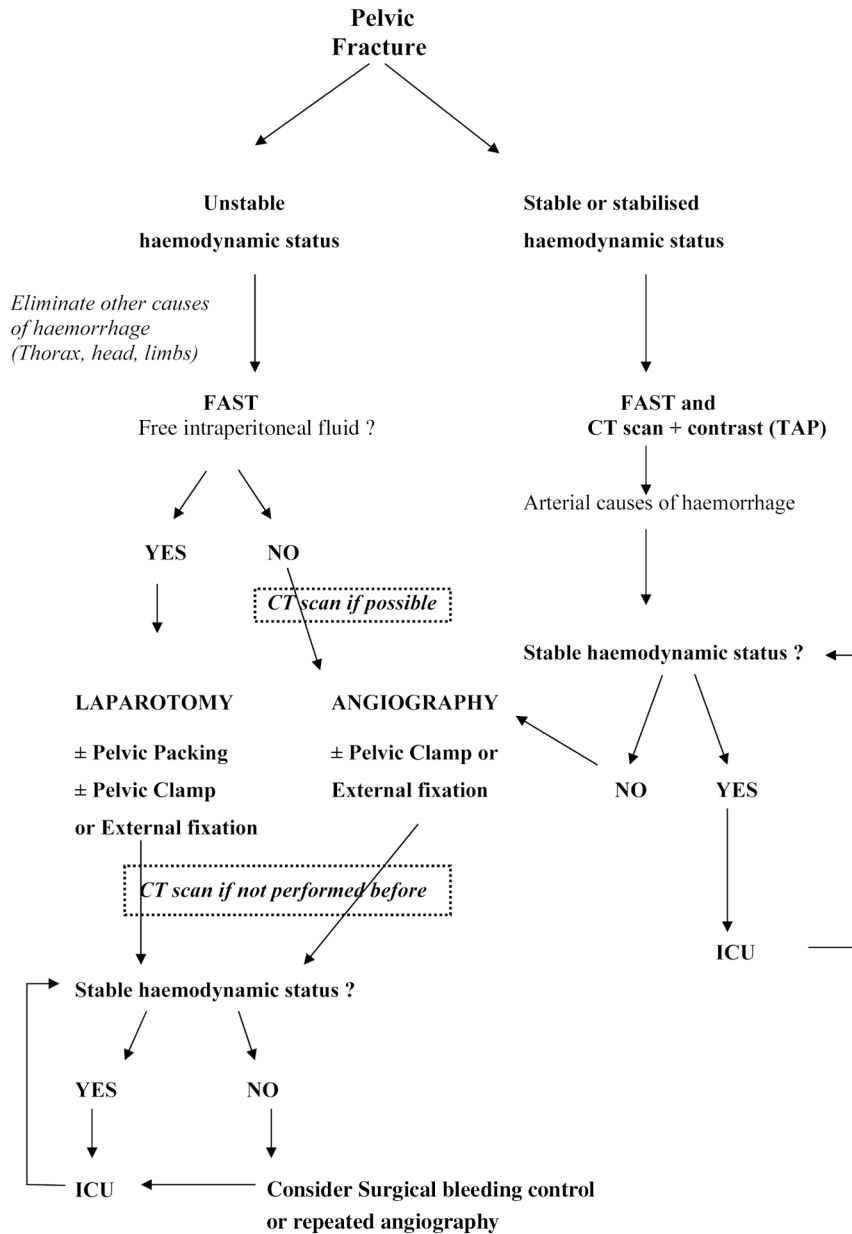 Pelvic
Fracture
Unstable
haemodynamic status
Stable or stabilised
haemodynamic status
Eliminate other causes
of haemorrhage
(Thorax, head, limbs)
FAST
Free intraperitoneal fluid ?
FAST and
CT scan + contrast (TAP)
Arterial causes of haemorrhage
YES
NO
CT scan if possible
Stable haemodynamic status ?
LAPAROTOMY
± Pelvic Packing
± Pelvic Clamp
or External fixation
ANGIOGRAPHY
± Pelvic Clamp or
External fixation
NO
YES
CT scan if not performed before
ICU
Stable haemodynamic status ?
YES
NO
ICU
Consider Surgical bleeding control
or repeated angiography